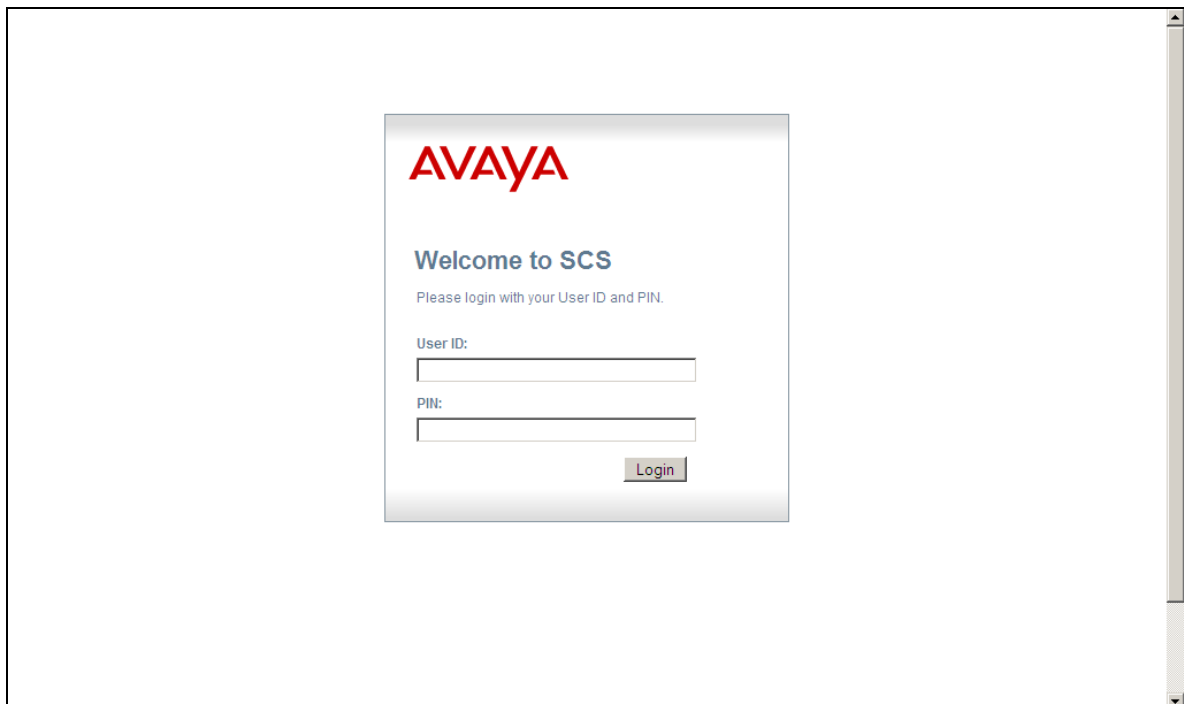 AVAYA
Welcome to SCS
Please login with your User ID and PIN.
User ID:
PIN:
Login